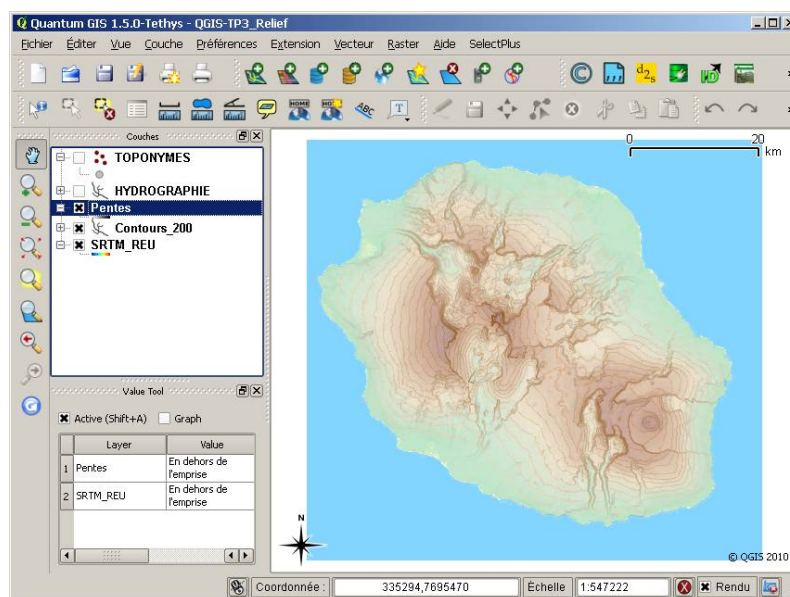 Quantum GIS 1.5.0-Tethys - QGIS-TP3_Relief
Fichier Éditer Vue Couche Préférences Extension Vecteur Raster Aide SelectPlus
Couches
TOPONYMES
HYDROGRAPHIE
Pentes
Contours_200
SRTM_REU
Value Tool
Active (Shift+A) Graph
Layer Value
1 Pentes En dehors de l'emprise
2 SRTM_REU En dehors de l'emprise
0 20
km
N
© QGIS 2010
Coordonnée : 335294,7695470 Echelle 1:547222 Rendu